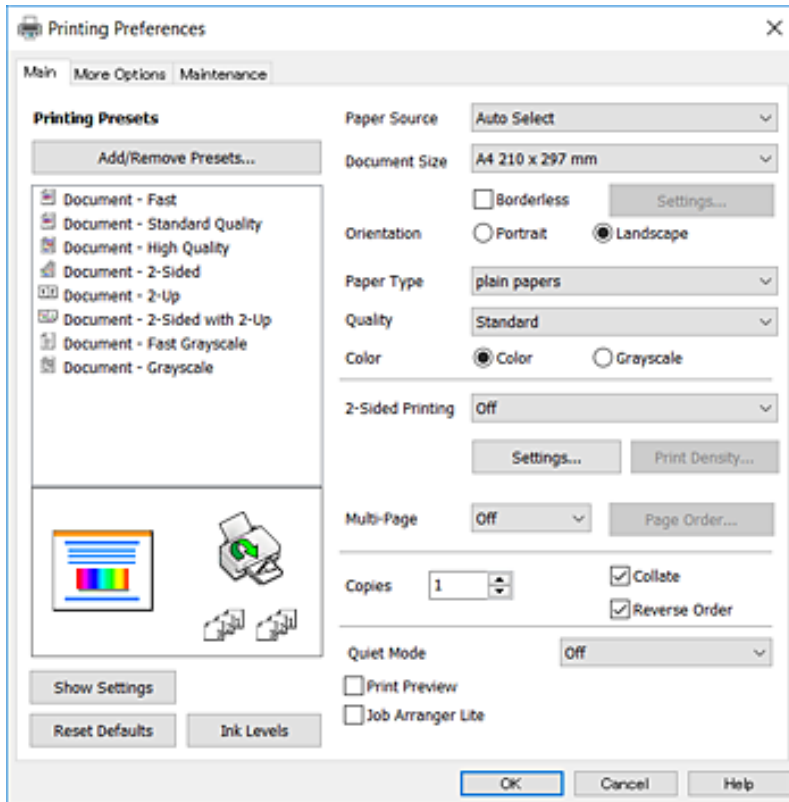 Printing Preferences
Main More Options Maintenance
Printing Presets
Add/Remove Presets...
Document - Fast
Document - Standard Quality
Document - High Quality
Document - 2-Sided
Document - 2-Up
Document - 2-Sided with 2-Up
Document - Fast Grayscale
Document - Grayscale
Show Settings
Reset Defaults Ink Levels
Paper Source Auto Select
Document Size A4 210 x 297 mm
Borderless Settings...
Orientation Portrait Landscape
Paper Type plain papers
Quality Standard
Color Color Grayscale
2-Sided Printing Off
Settings... Print Density...
Multi-Page Off Page Order...
Copies 1 Collate
Reverse Order
Quiet Mode Off
Print Preview
Job Arranger Lite
OK Cancel Help